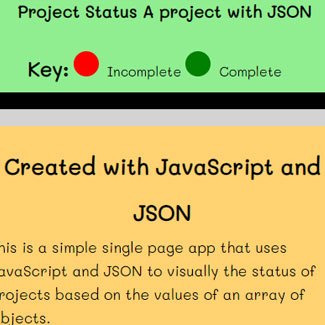 Project Status A project with JSON
Key: Incomplete Complete
Created with JavaScript and
JSON
his is a simple single page app that uses
avaScript and JSON to visually the status of
rojects based on the values of an array of
bjects.